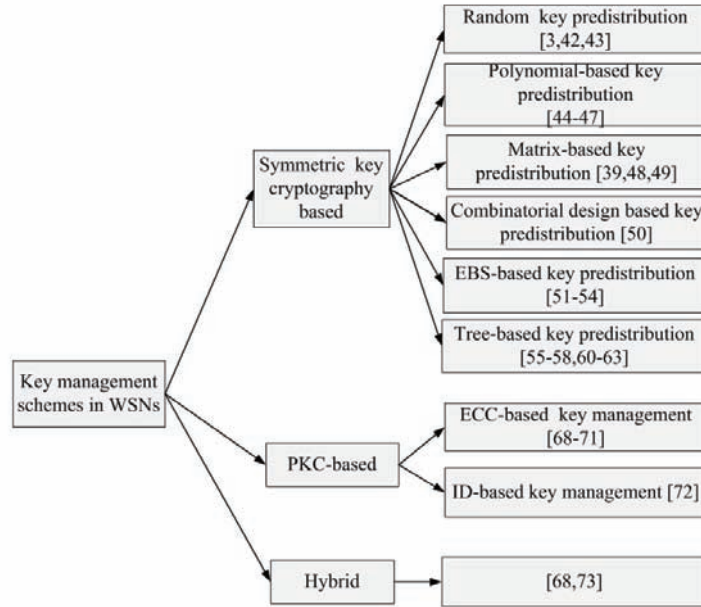 Random key predistribution
[3,42,43]
Polynomial-based key
predistribution
[44-47]
Matrix-based key
predistribution [39,48,49]
Combinatorial design based key
predistribution [50]
EBS-based key predistribution
[51-54]
Tree-based key predistribution
[55-58,60-63]
Symmetric key
cryptography
based
Key management
schemes in WSNs
PKC-based
ECC-based key management
[68-71]
ID-based key management [72]
Hybrid
[68,73]